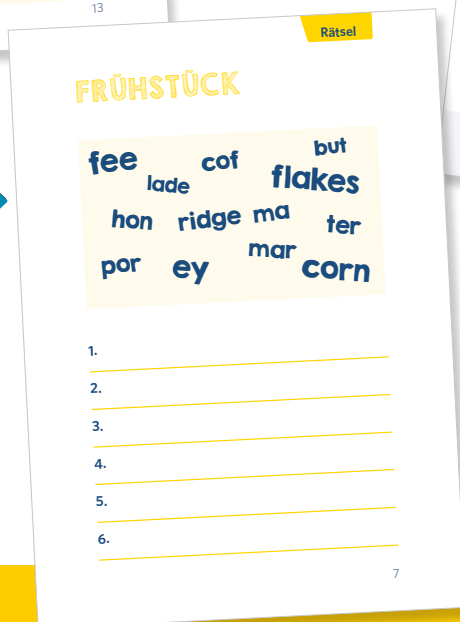 13
Rätsel
FRÜHSTÜCK
fee cof but
lade flakes
hon ridge ma ter
por ey mar corn
1.
2.
3.
4.
5.
6.
7